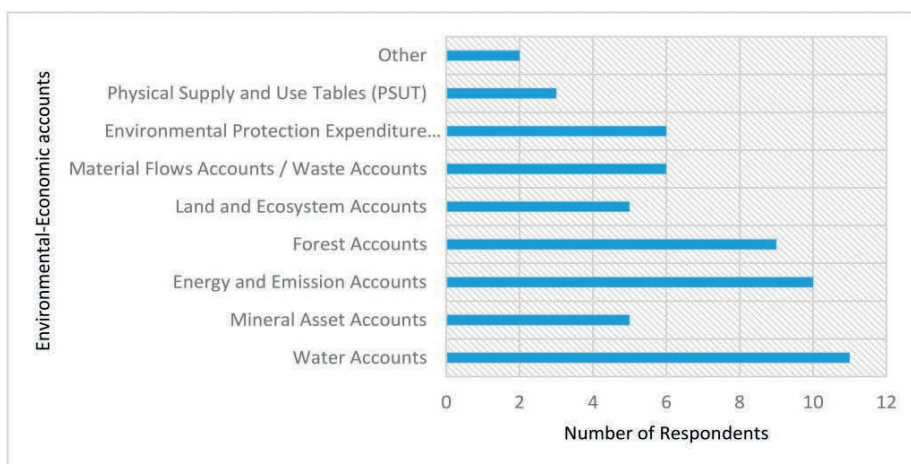 Environmental-Economic accounts
Other
Physical Supply and Use Tables (PSUT)
Environmental Protection Expenditure...
Material Flows Accounts / Waste Accounts
Land and Ecosystem Accounts
Forest Accounts
Energy and Emission Accounts
Mineral Asset Accounts
Water Accounts
0 2 4 6 8 10 12
Number of Respondents